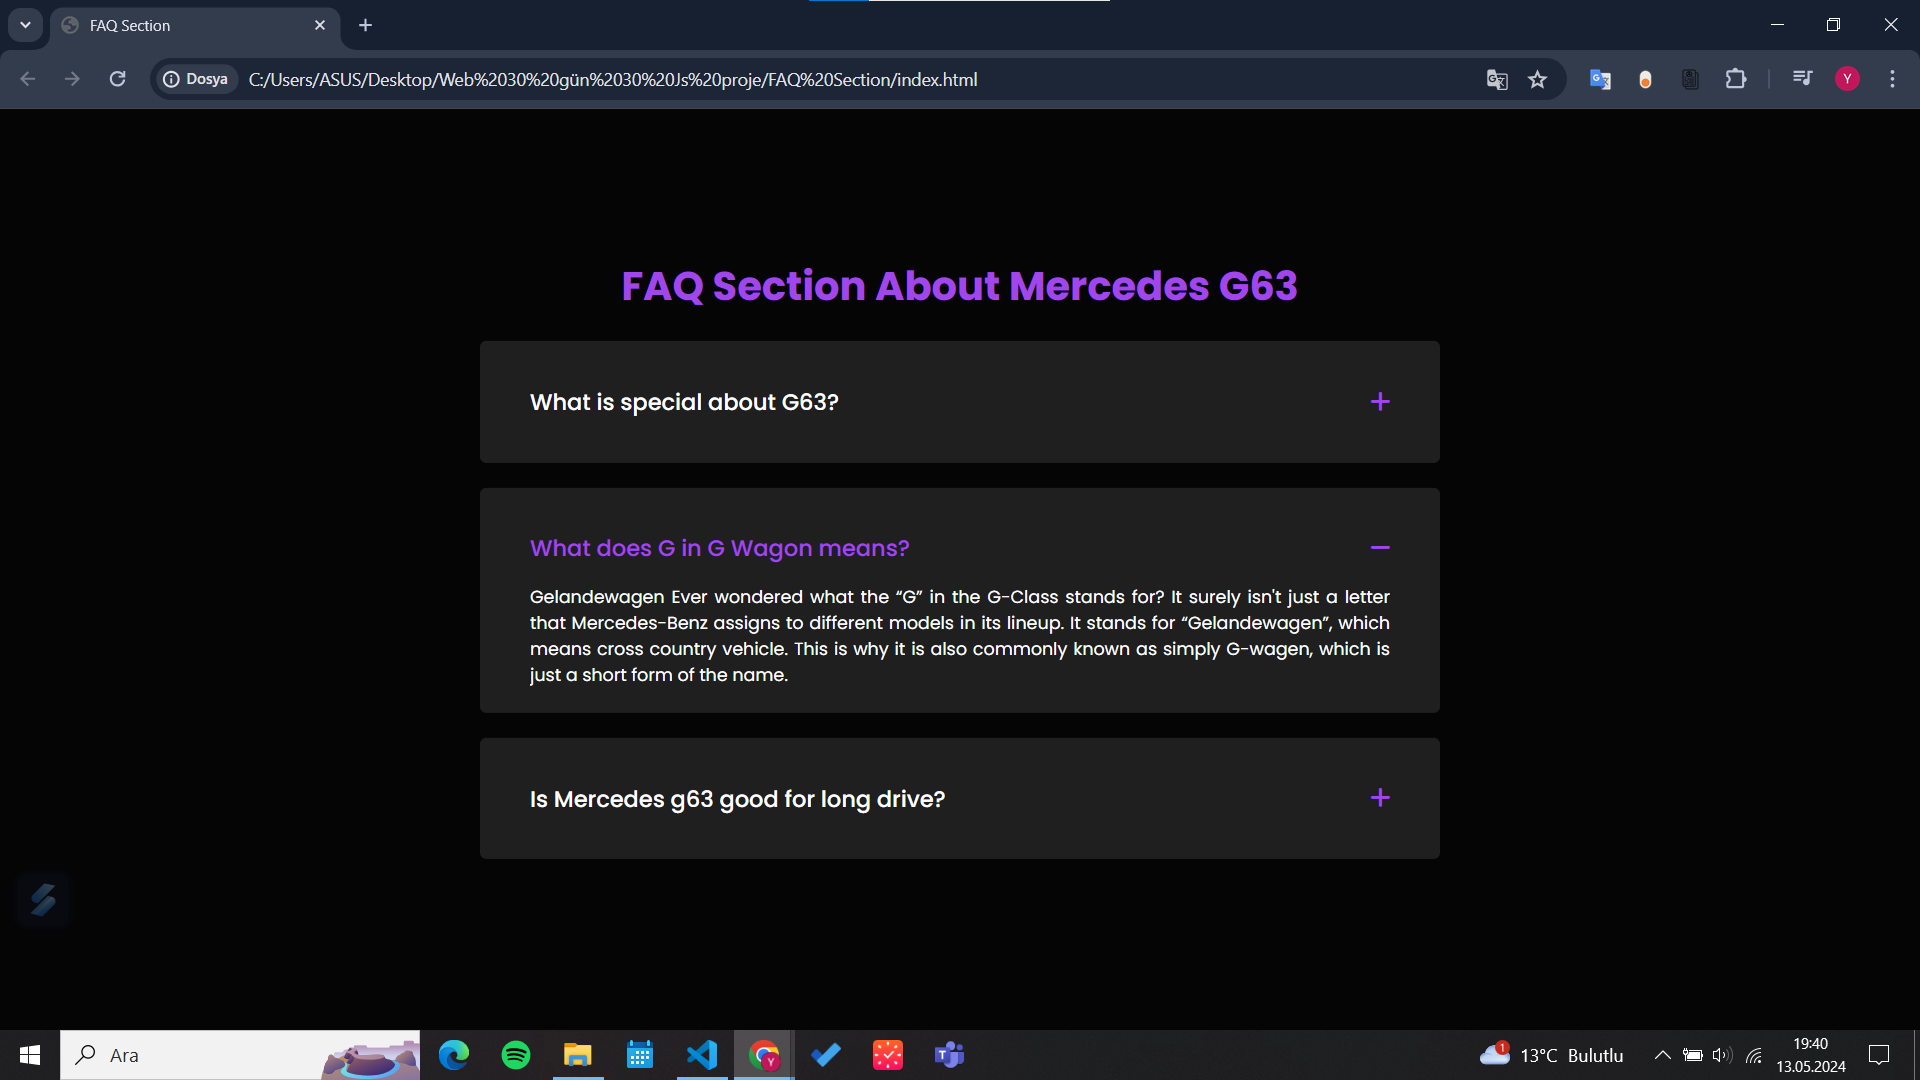 FAQ Section
Dosya
C:/Users/ASUS/Desktop/Web%2030%20gün%2030%20Js%20proje/FAQ%20Section/index.html
Y
FAQ Section About Mercedes G63
What is special about G63?
What does G in G Wagon means?
Gelandewagen Ever wondered what the “G” in the G-Class stands for? It surely isn't just a letter
that Mercedes-Benz assigns to different models in its lineup. It stands for “Gelandewagen”, which
means cross country vehicle. This is why it is also commonly known as simply G-wagen, which is
just a short form of the name.
Is Mercedes g63 good for long drive?
Ara
1
13°C Bulutlu
19:40
13.05.2024